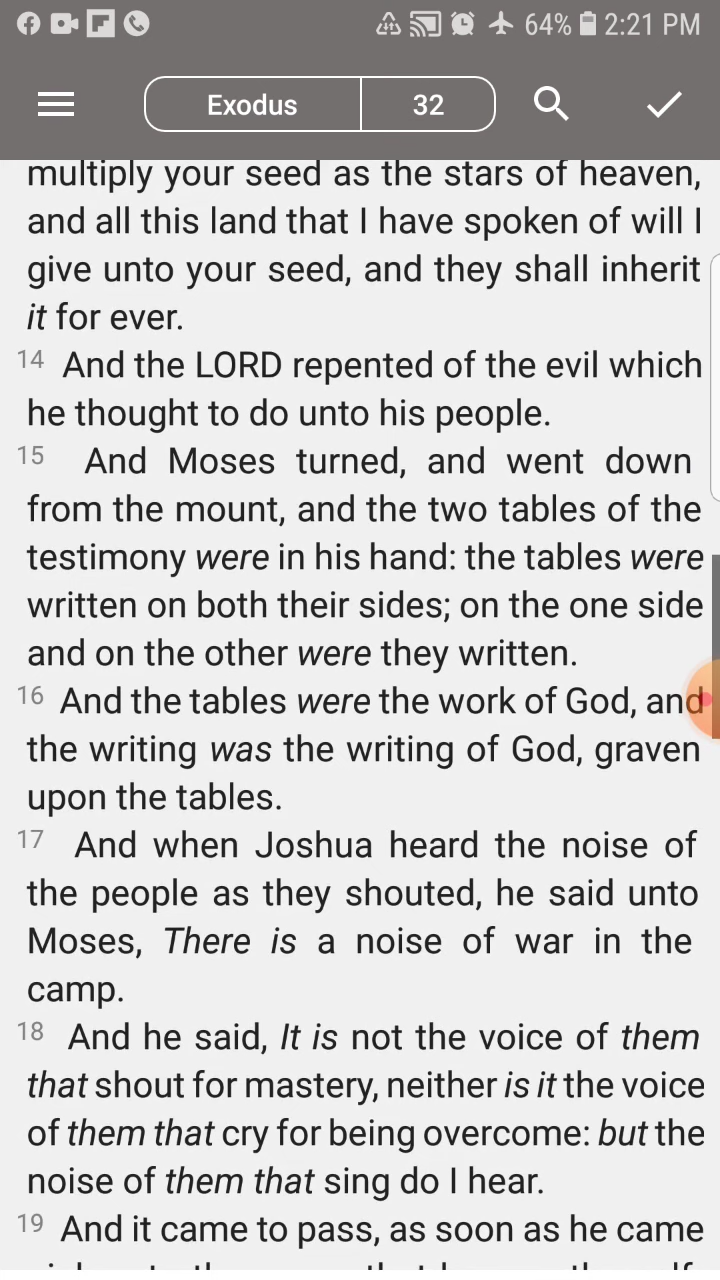 64% 2:21 PM
Exodus 32
multiply your seed as the stars of heaven,
and all this land that I have spoken of will I
give unto your seed, and they shall inherit
it for ever.
14 And the LORD repented of the evil which
he thought to do unto his people.
15 And Moses turned, and went down
from the mount, and the two tables of the
testimony were in his hand: the tables were
written on both their sides; on the one side
and on the other were they written.
16 And the tables were the work of God, and
the writing was the writing of God, graven
upon the tables.
17 And when Joshua heard the noise of
the people as they shouted, he said unto
Moses, There is a noise of war in the
camp.
18 And he said, It is not the voice of them
that shout for mastery, neither is it the voice
of them that cry for being overcome: but the
noise of them that sing do I hear.
19 And it came to pass, as soon as he came